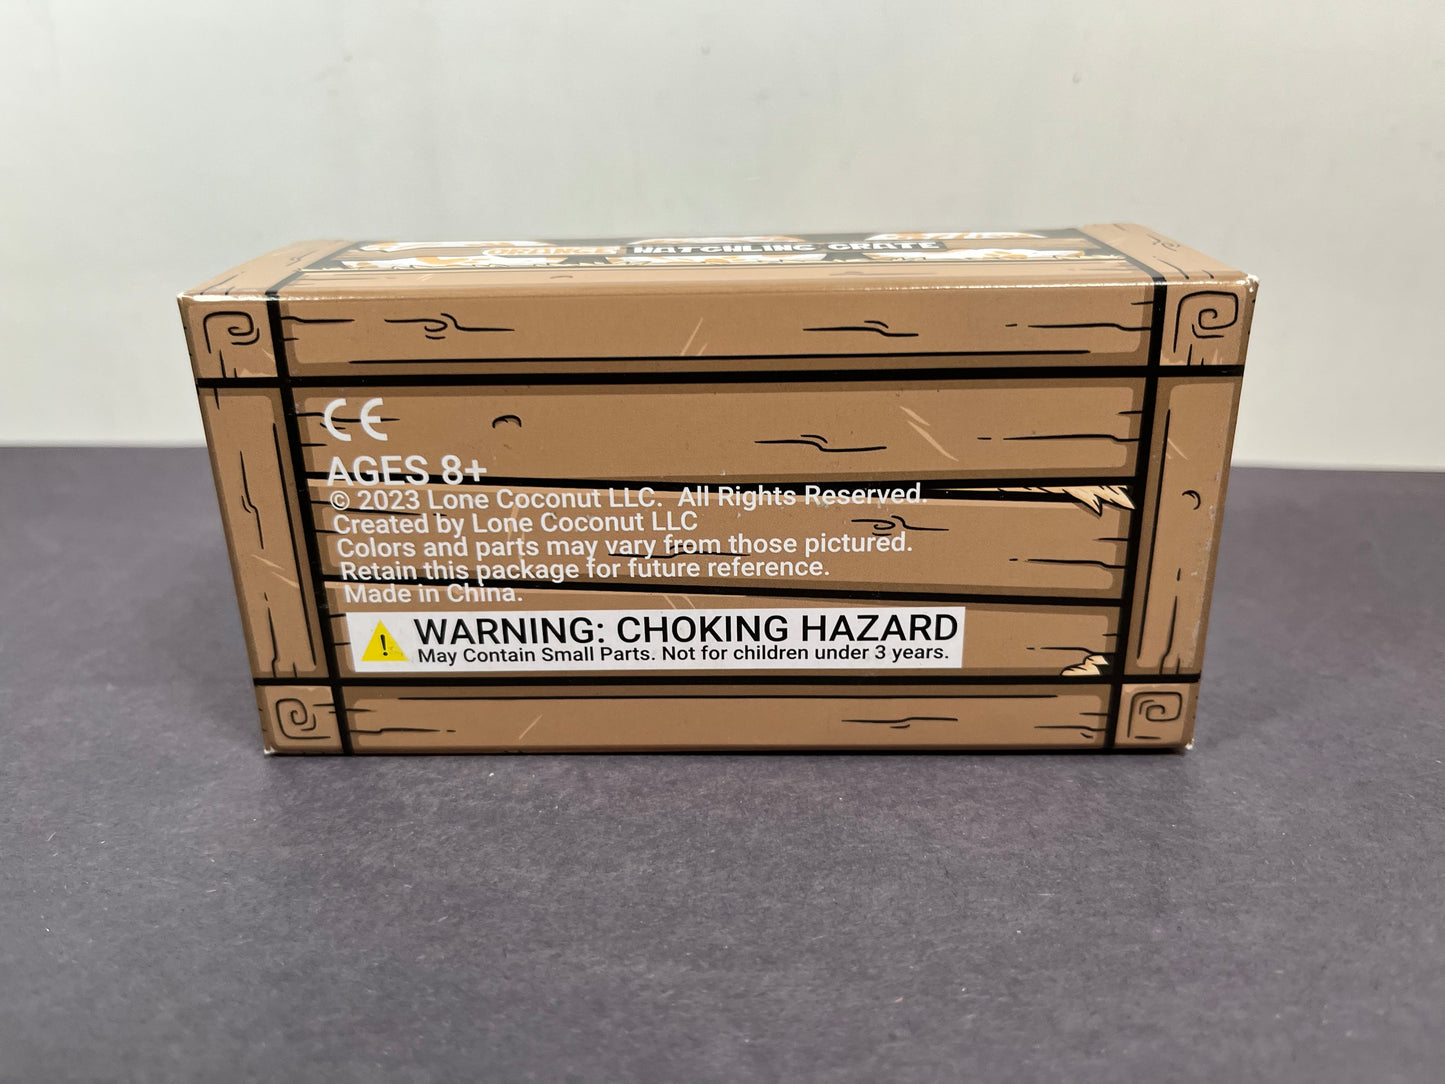 ORANGE HATCHLING CRATE
CE
AGES 8+
© 2023 Lone Coconut LLC. All Rights Reserved.
Created by Lone Coconut LLC
Colors and parts may vary from those pictured.
Retain this package for future reference.
Made in China.
! WARNING: CHOKING HAZARD
May Contain Small Parts. Not for children under 3 years.